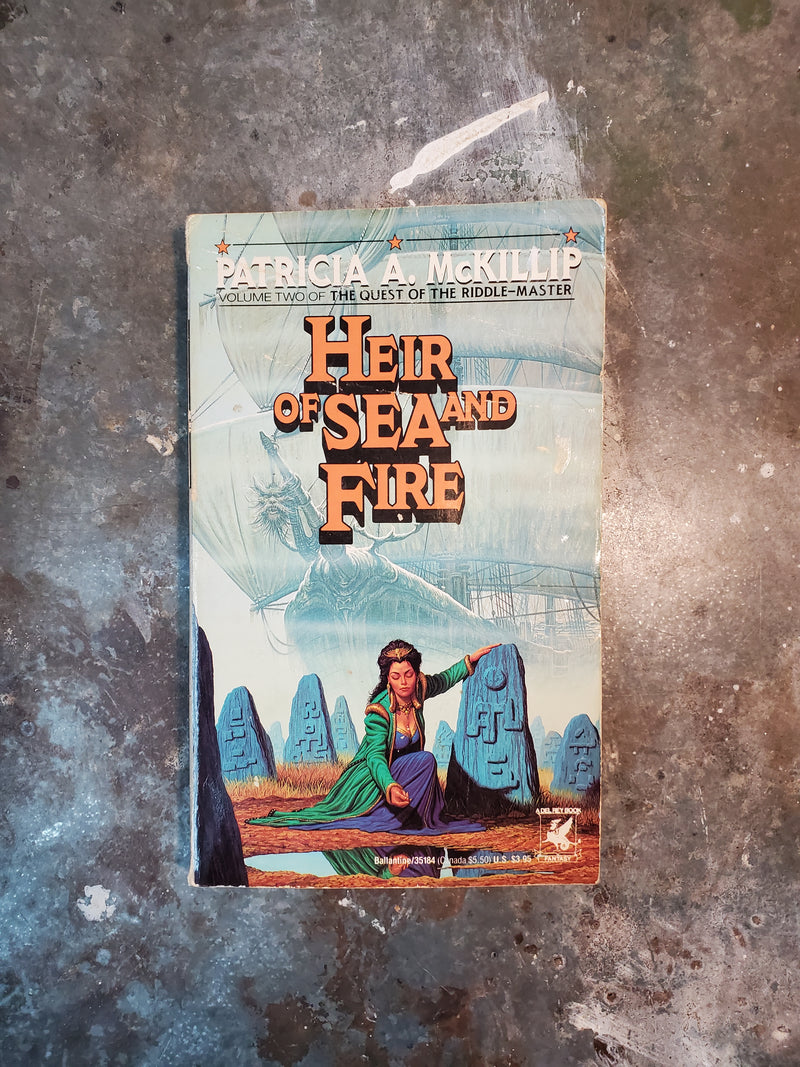 PATRICIA A. McKILLIP
VOLUME TWO OF THE QUEST OF THE RIDDLE–MASTER
HEIR
OF SEA AND
FIRE
A DEL REY BOOK
FANTASY
Ballantine/35184 (Canada $5.50) U.S. $3.95